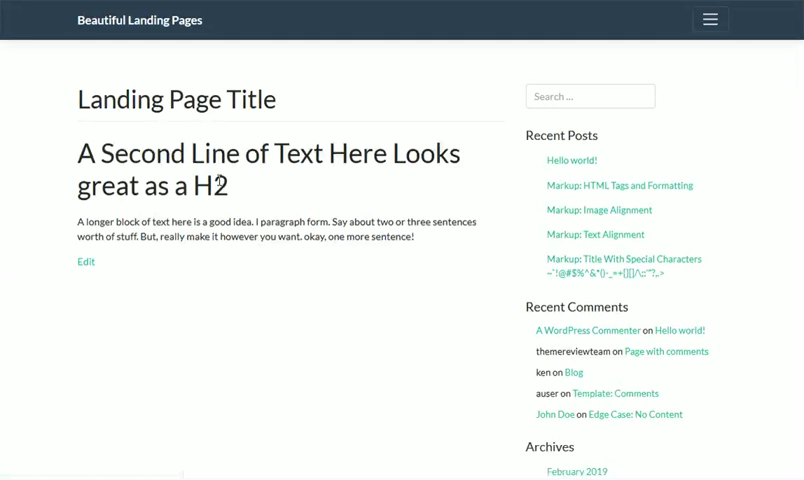 Beautiful Landing Pages
Landing Page Title
A Second Line of Text Here Looks
great as a H2
A longer block of text here is a good idea. I paragraph form. Say about two or three sentences
worth of stuff. But, really make it however you want. okay, one more sentence!
Edit
Search ...
Recent Posts
Hello world!
Markup: HTML Tags and Formatting
Markup: Image Alignment
Markup: Text Alignment
Markup: Title With Special Characters
~`!@#$%^&*()-_=+{}[]/\;:'"?,.>
Recent Comments
A WordPress Commenter on Hello world!
themereviewteam on Page with comments
ken on Blog
auser on Template: Comments
John Doe on Edge Case: No Content
Archives
February 2019